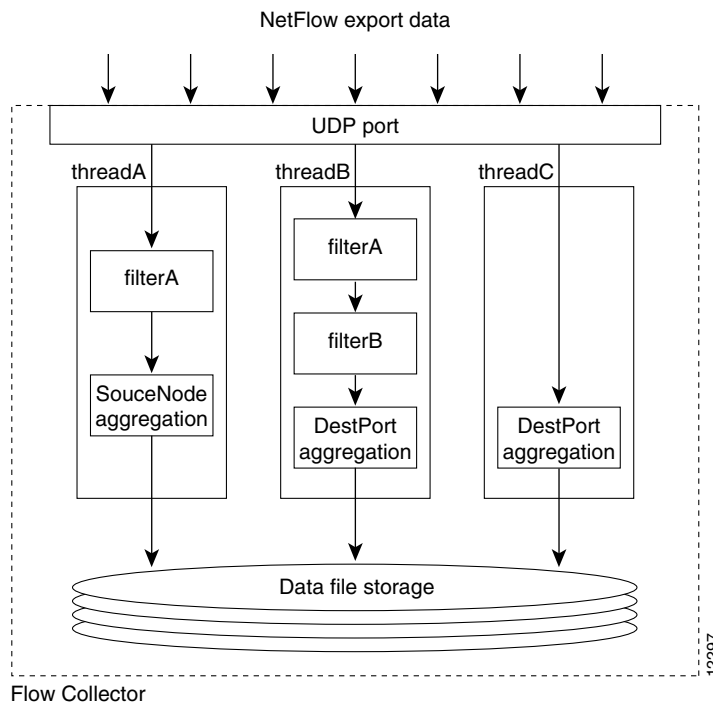 NetFlow export data
UDP port
threadA
threadB
threadC
filterA
filterA
filterB
SouceNode
aggregation
DestPort
aggregation
DestPort
aggregation
Data file storage
Flow Collector